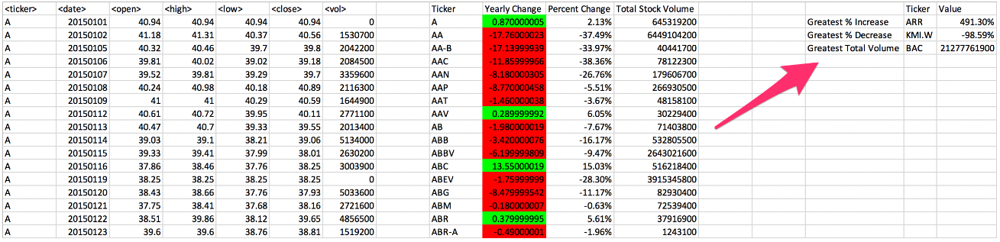 <ticker> <date> <open> <high> <low> <close> <vol> Ticker Yearly Change Percent Change Total Stock Volume Ticker Value
A 20150101 40.94 40.94 40.94 40.94 0 A 0.870000005 2.13% 645319200 Greatest % Increase ARR 491.30%
A 20150102 41.18 41.31 40.37 40.56 1530700 AA -17.76000023 -37.49% 6449104200 Greatest % Decrease KMI.W -98.59%
A 20150105 40.32 40.46 39.7 39.8 2042200 AA-B -17.13999939 -33.97% 40441700 Greatest Total Volume BAC 21277761900
A 20150106 39.81 40.02 39.02 39.18 2084500 AAC -11.85999966 -38.36% 78122300
A 20150107 39.52 39.81 39.29 39.7 3359600 AAN -8.180000305 -26.76% 179606700
A 20150108 40.24 40.98 40.18 40.89 2116300 AAP -8.770000458 -5.51% 266930500
A 20150109 41 41 40.29 40.59 1644900 AAT -1.460000038 -3.67% 48158100
A 20150112 40.61 40.72 39.95 40.11 2771100 AAV 0.289999992 6.05% 30229400
A 20150113 40.47 40.7 39.33 39.55 2013400 AB -1.980000019 -7.67% 71403800
A 20150114 39.03 39.1 38.21 39.06 5134000 ABB -3.420000076 -16.17% 532805500
A 20150115 39.33 39.41 37.99 38.01 2630200 ABBV -6.199999809 -9.47% 2643021600
A 20150116 37.86 38.46 37.76 38.25 3003900 ABC 13.55000019 15.03% 516218400
A 20150119 38.25 38.25 38.25 38.25 0 ABEV -1.75999999 -28.30% 3915345800
A 20150120 38.43 38.66 37.76 37.93 5033600 ABG -8.479999542 -11.17% 82930400
A 20150121 37.75 38.41 37.68 38.16 2721600 ABM -0.180000007 -0.63% 72539400
A 20150122 38.51 39.86 38.12 39.65 4856500 ABR 0.379999995 5.61% 37916900
A 20150123 39.6 39.6 38.76 38.81 1519200 ABR-A -0.49000001 -1.96% 1243100